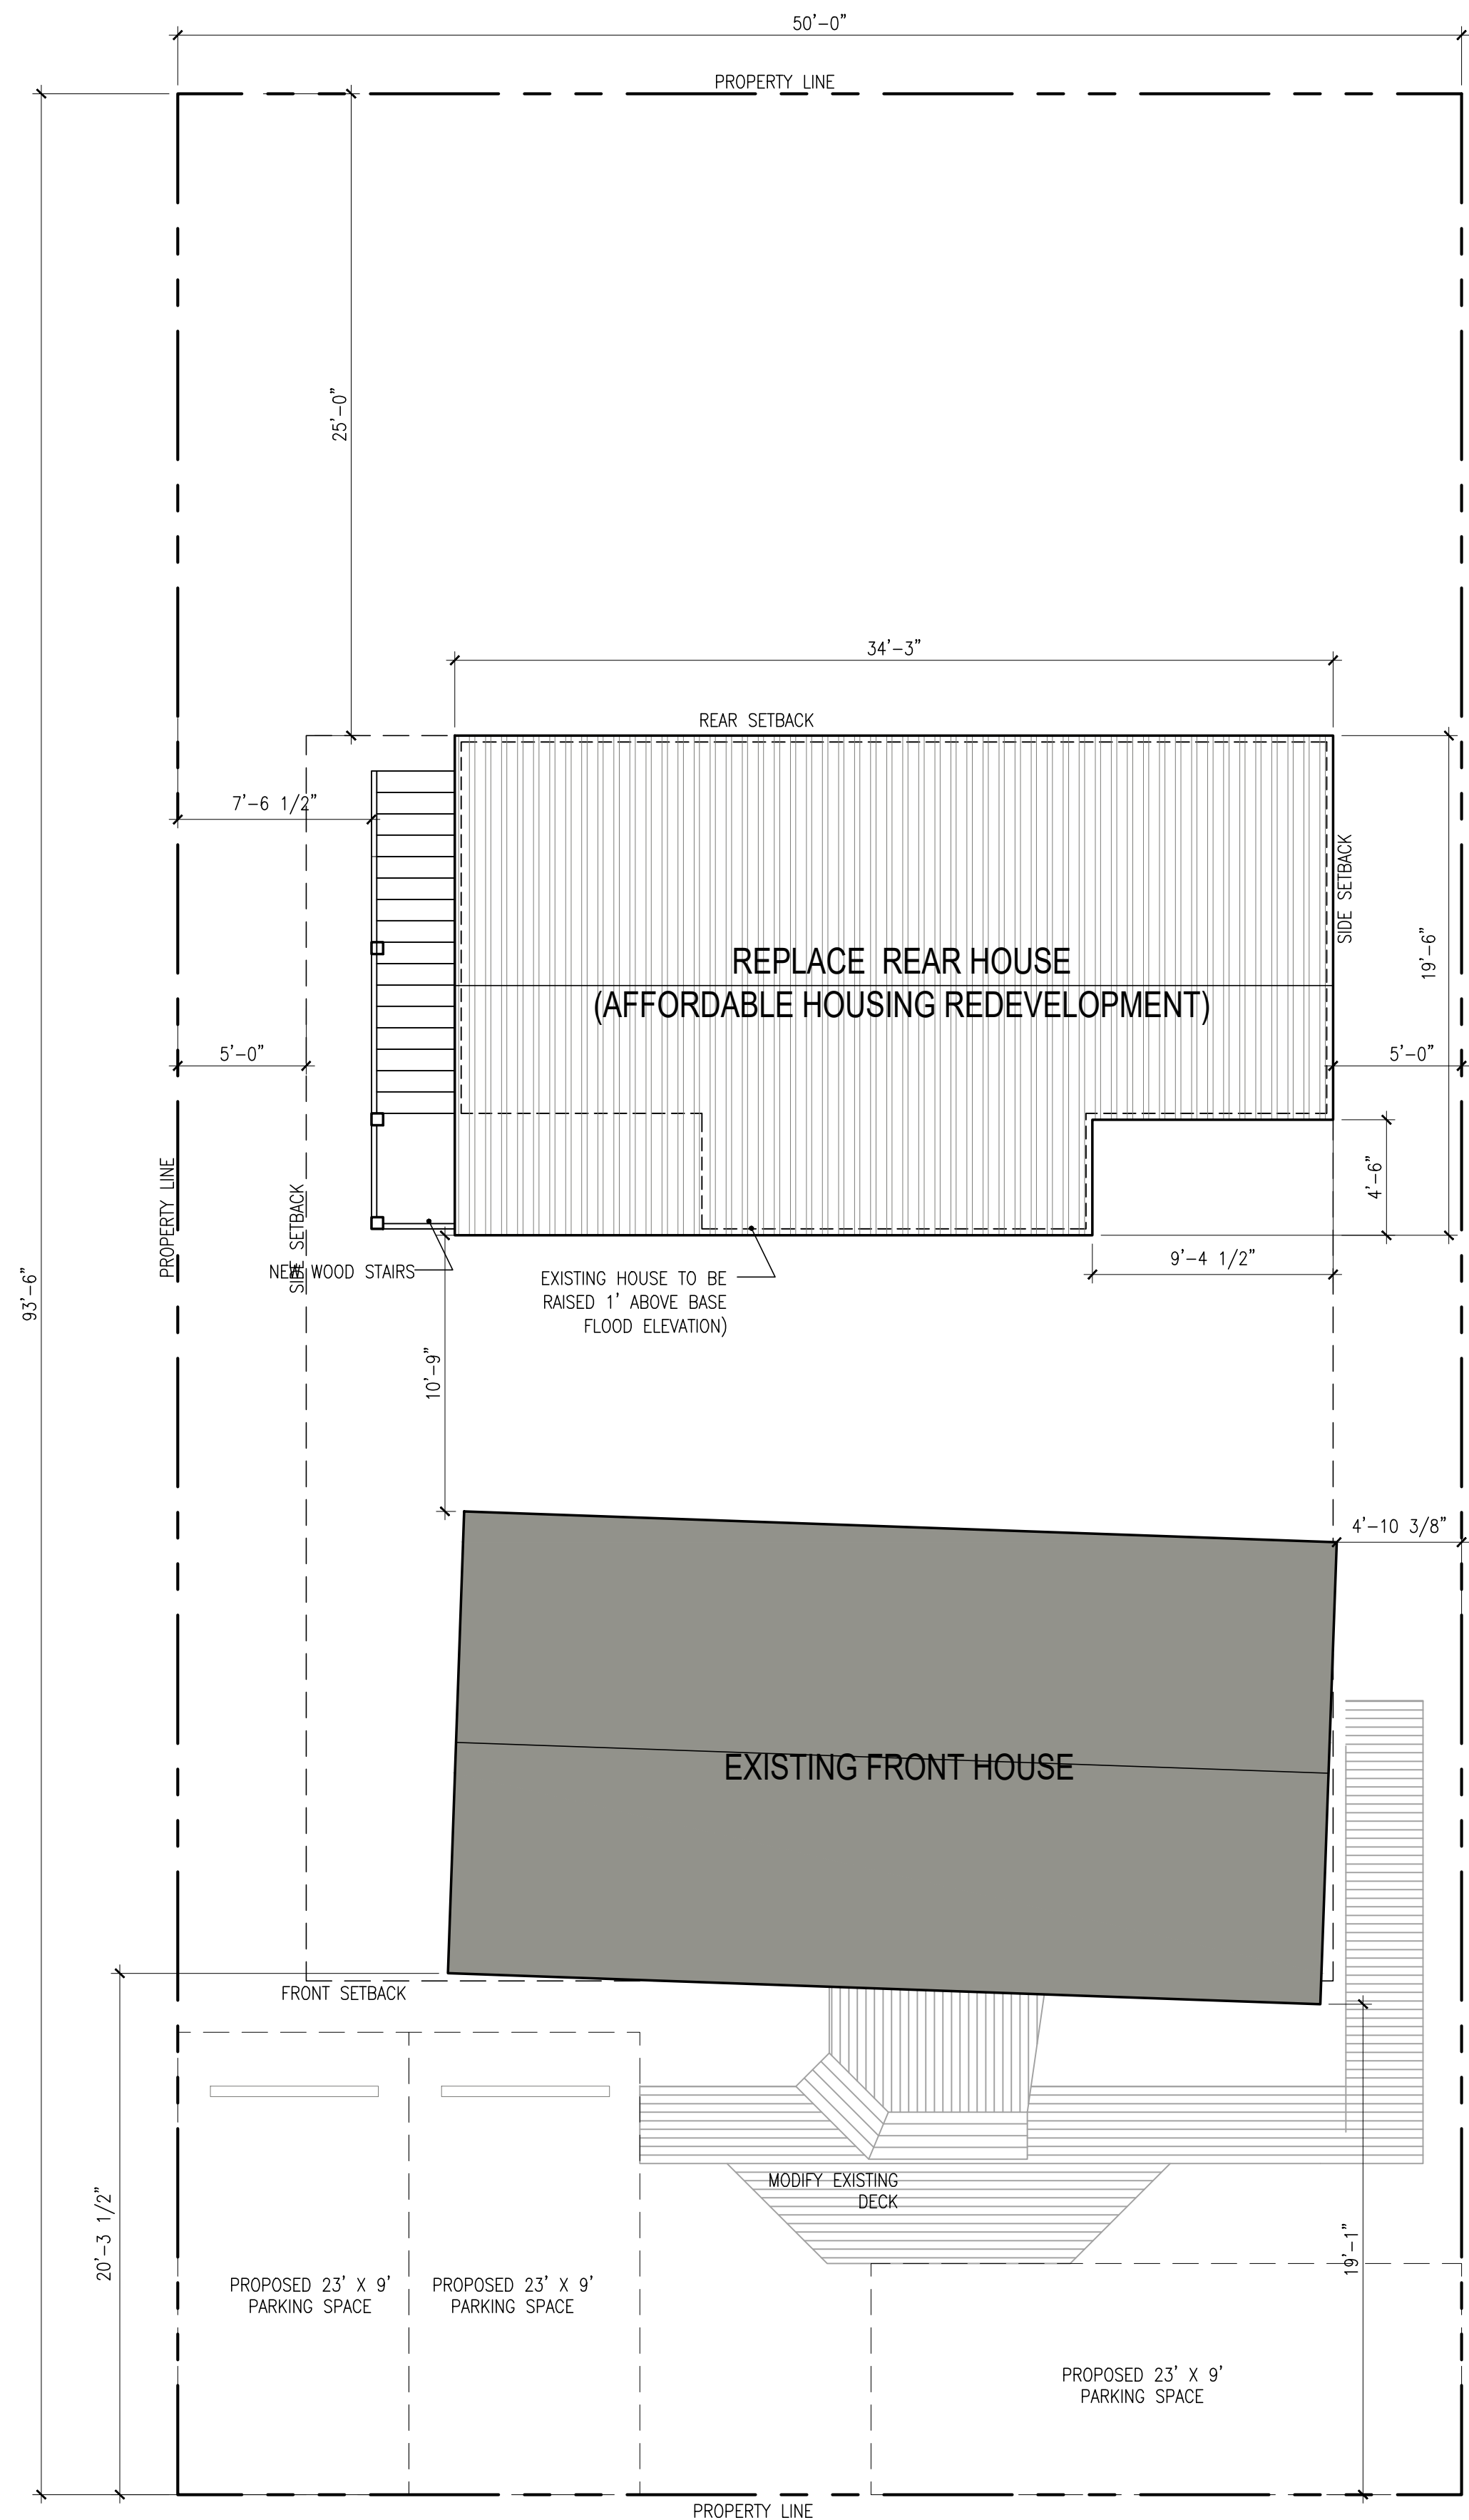 50'-0"
PROPERTY LINE
25'-0"
34'-3"
REAR SETBACK
7'-6 1/2"
SIDE SETBACK
19'-6"
REPLACE REAR HOUSE
(AFFORDABLE HOUSING REDEVELOPMENT)
5'-0"
5'-0"
4'-6"
PROPERTY LINE
SIDE SETBACK
9'-4 1/2"
NEW WOOD STAIRS
EXISTING HOUSE TO BE
RAISED 1' ABOVE BASE
FLOOD ELEVATION)
93'-6"
10'-9"
4'-10 3/8"
EXISTING FRONT HOUSE
FRONT SETBACK
MODIFY EXISTING
DECK
20'-3 1/2"
19'-1"
PROPOSED 23' X 9'
PARKING SPACE
PROPOSED 23' X 9'
PARKING SPACE
PROPOSED 23' X 9'
PARKING SPACE
PROPERTY LINE